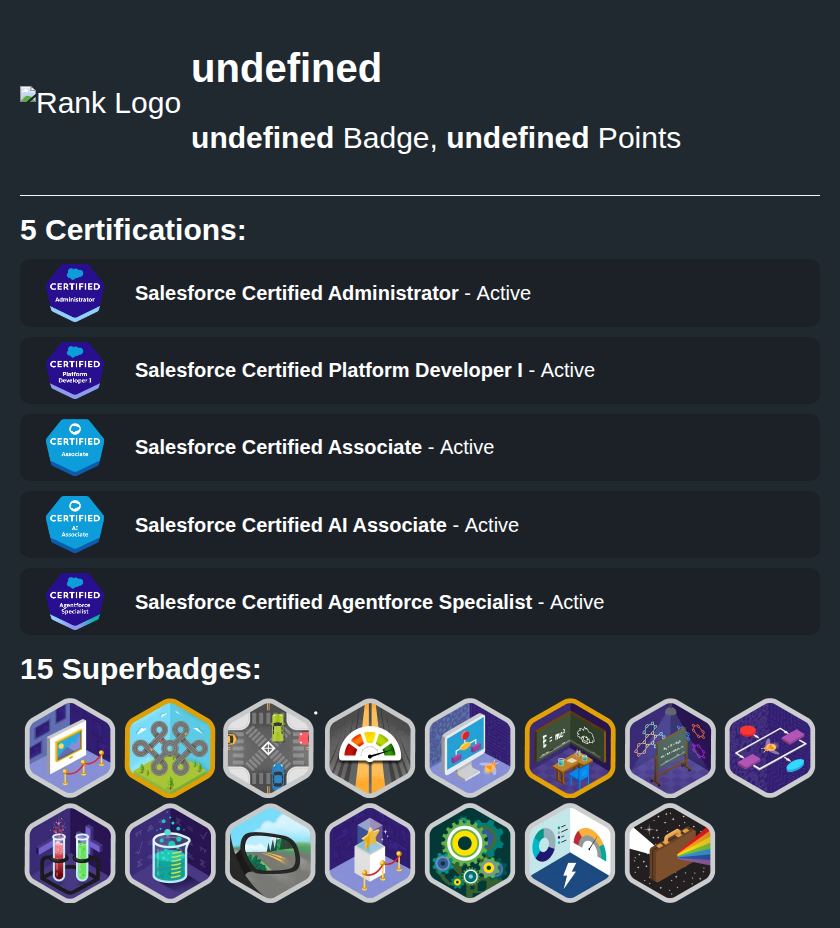 undefined
Rank Logo
undefined Badge, undefined Points
5 Certifications:
CERTIFIED
Administrator
Salesforce Certified Administrator - Active
CERTIFIED
Platform
Developer I
Salesforce Certified Platform Developer I - Active
CERTIFIED
Associate
Salesforce Certified Associate - Active
CERTIFIED
AI
Associate
Salesforce Certified AI Associate - Active
CERTIFIED
Agentforce
Specialist
Salesforce Certified Agentforce Specialist - Active
15 Superbadges:
E=mc²